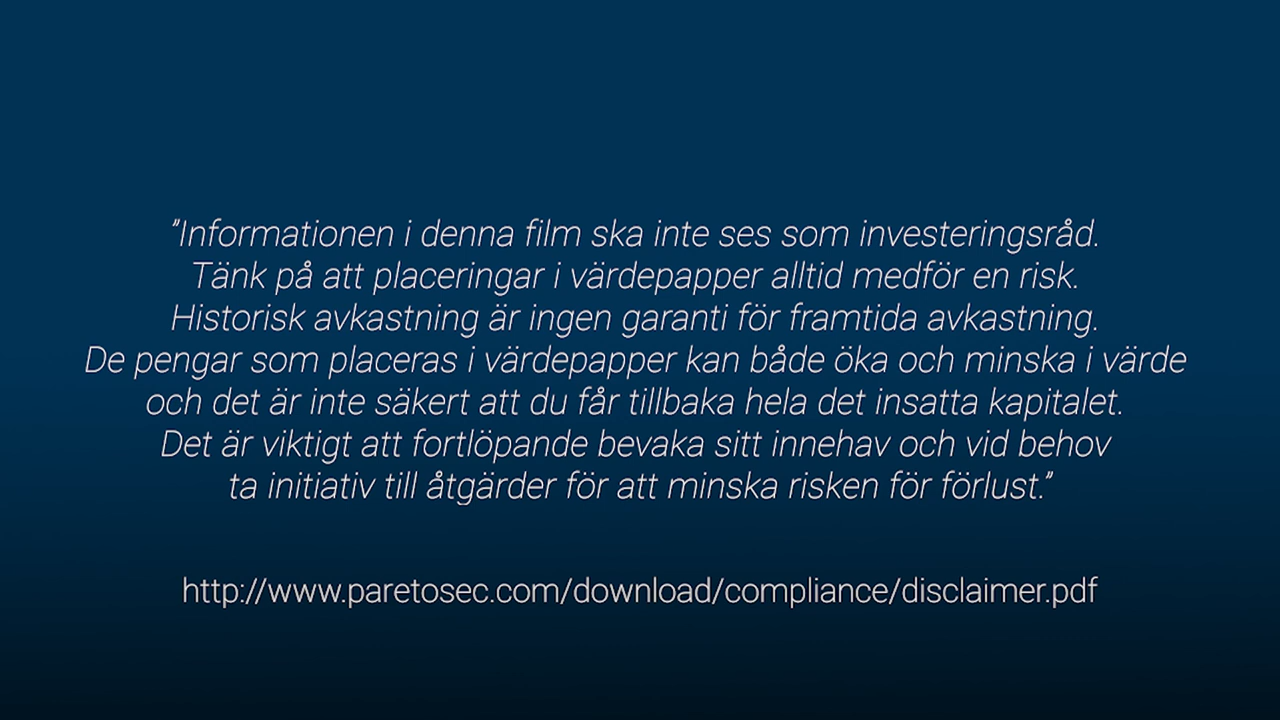 ”Informationen i denna film ska inte ses som investeringsråd.
Tänk på att placeringar i värdepapper alltid medför en risk.
Historisk avkastning är ingen garanti för framtida avkastning.
De pengar som placeras i värdepapper kan både öka och minska i värde
och det är inte säkert att du får tillbaka hela det insatta kapitalet.
Det är viktigt att fortlöpande bevaka sitt innehav och vid behov
ta initiativ till åtgärder för att minska risken för förlust.”
http://www.paretosec.com/download/compliance/disclaimer.pdf